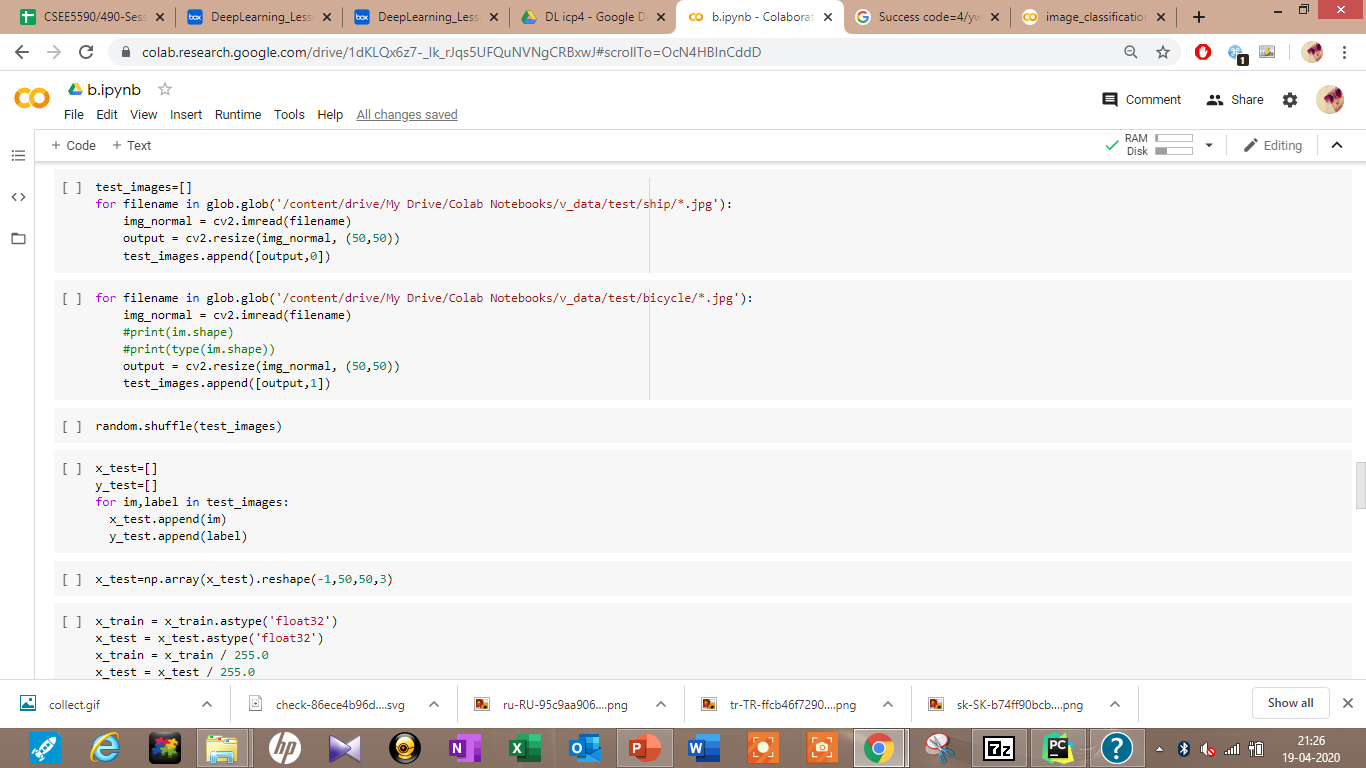 CSEE5590/490-Sess
DeepLearning_Less
DeepLearning_Less
DL icp4 - Google D
b.ipynb - Colaborat
Success code=4/yw
image_classification
colab.research.google.com/drive/1dKLQx6z7-_lk_rJqs5UFQuNVNgCRBxwJ#scrollTo=OcN4HBlnCddD
1
b.ipynb
File Edit View Insert Runtime Tools Help All changes saved
Comment Share
+ Code + Text
RAM
Disk
Editing
[ ] test_images=[]
for filename in glob.glob('/content/drive/My Drive/Colab Notebooks/v_data/test/ship/*.jpg'):
img_normal = cv2.imread(filename)
output = cv2.resize(img_normal, (50,50))
test_images.append([output,0])
[ ] for filename in glob.glob('/content/drive/My Drive/Colab Notebooks/v_data/test/bicycle/*.jpg'):
img_normal = cv2.imread(filename)
#print(im.shape)
#print(type(im.shape))
output = cv2.resize(img_normal, (50,50))
test_images.append([output,1])
[ ] random.shuffle(test_images)
[ ] x_test=[]
y_test=[]
for im,label in test_images:
x_test.append(im)
y_test.append(label)
[ ] x_test=np.array(x_test).reshape(-1,50,50,3)
[ ] x_train = x_train.astype('float32')
x_test = x_test.astype('float32')
x_train = x_train / 255.0
x_test = x_test / 255.0
collect.gif
check-86ece4b96d....svg
ru-RU-95c9aa906....png
tr-TR-ffcb46f7290....png
sk-SK-b74ff90bcb....png
Show all
hp
N
X
O
P
W
7z
PC
?
21:26
19-04-2020